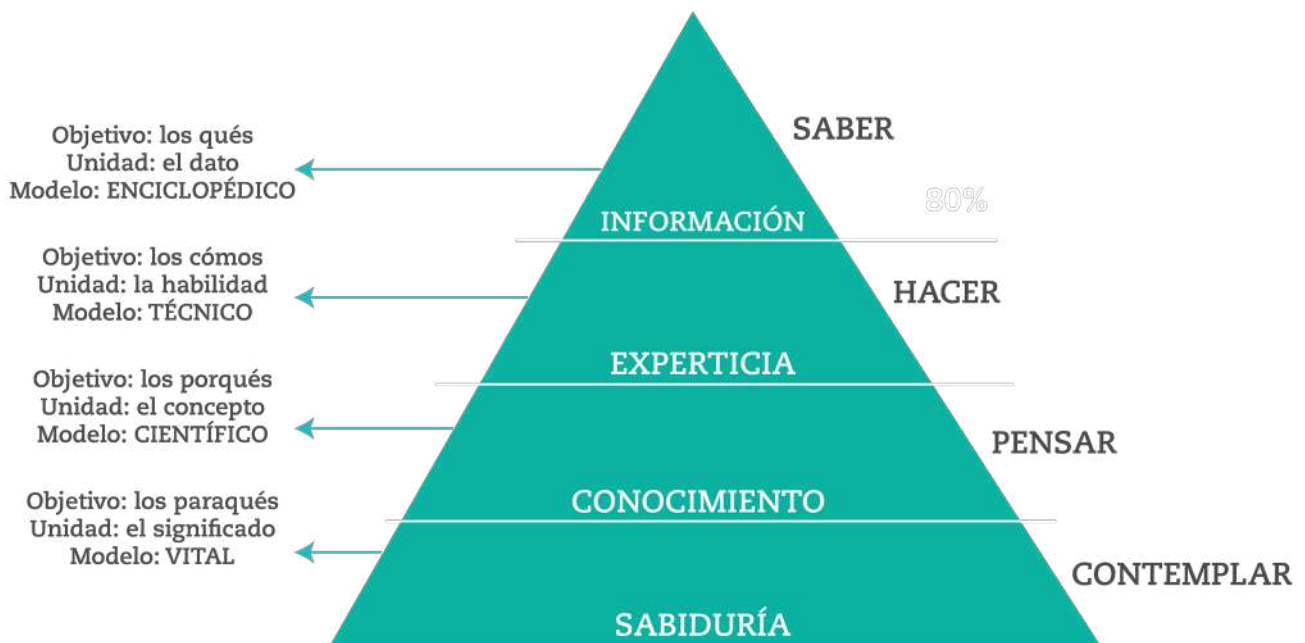 SABER
Objetivo: los qués
Unidad: el dato
Modelo: ENCICLOPÉDICO
80%
INFORMACIÓN
Objetivo: los cómos
Unidad: la habilidad
Modelo: TÉCNICO
HACER
EXPERTICIA
Objetivo: los porqués
Unidad: el concepto
Modelo: CIENTÍFICO
PENSAR
CONOCIMIENTO
Objetivo: los paraqués
Unidad: el significado
Modelo: VITAL
CONTEMPLAR
SABIDURÍA